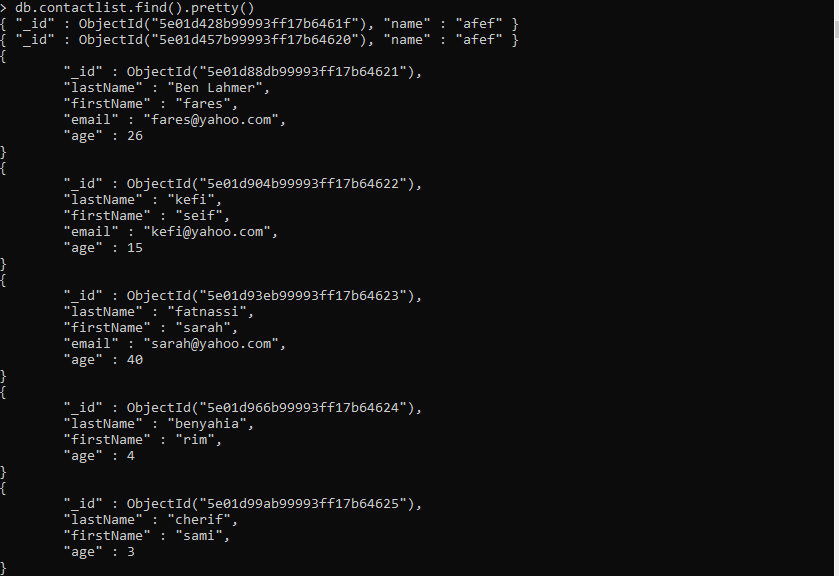 > db.contactlist.find().pretty()
{ "_id" : ObjectId("5e01d428b99993ff17b6461f"), "name" : "afef" }
{ "_id" : ObjectId("5e01d457b99993ff17b64620"), "name" : "afef" }
{
        "_id" : ObjectId("5e01d88db99993ff17b64621"),
        "lastName" : "Ben Lahmer",
        "firstName" : "fares",
        "email" : "fares@yahoo.com",
        "age" : 26
}
{
        "_id" : ObjectId("5e01d904b99993ff17b64622"),
        "lastName" : "kefi",
        "firstName" : "seif",
        "email" : "kefi@yahoo.com",
        "age" : 15
}
{
        "_id" : ObjectId("5e01d93eb99993ff17b64623"),
        "lastName" : "fatnassi",
        "firstName" : "sarah",
        "email" : "sarah@yahoo.com",
        "age" : 40
}
{
        "_id" : ObjectId("5e01d966b99993ff17b64624"),
        "lastName" : "benyahia",
        "firstName" : "rim",
        "age" : 4
}
{
        "_id" : ObjectId("5e01d99ab99993ff17b64625"),
        "lastName" : "cherif",
        "firstName" : "sami",
        "age" : 3
}